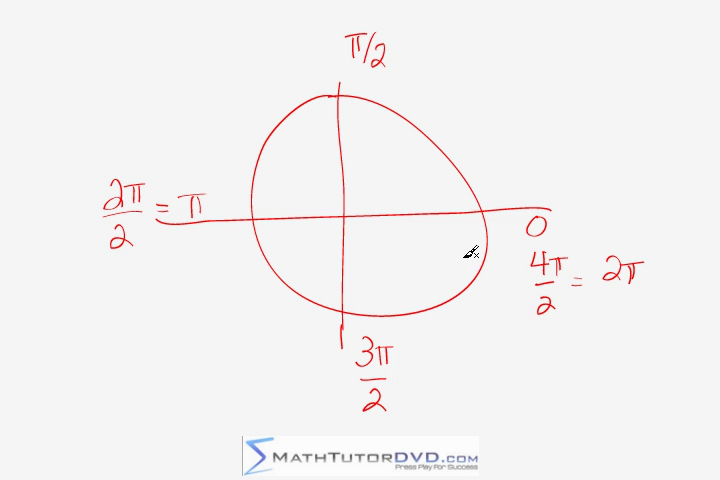 π/2
2π/2 = π
0
4π/2 = 2π
3π/2
MATHTUTORDVD.COM
Press Play For Success